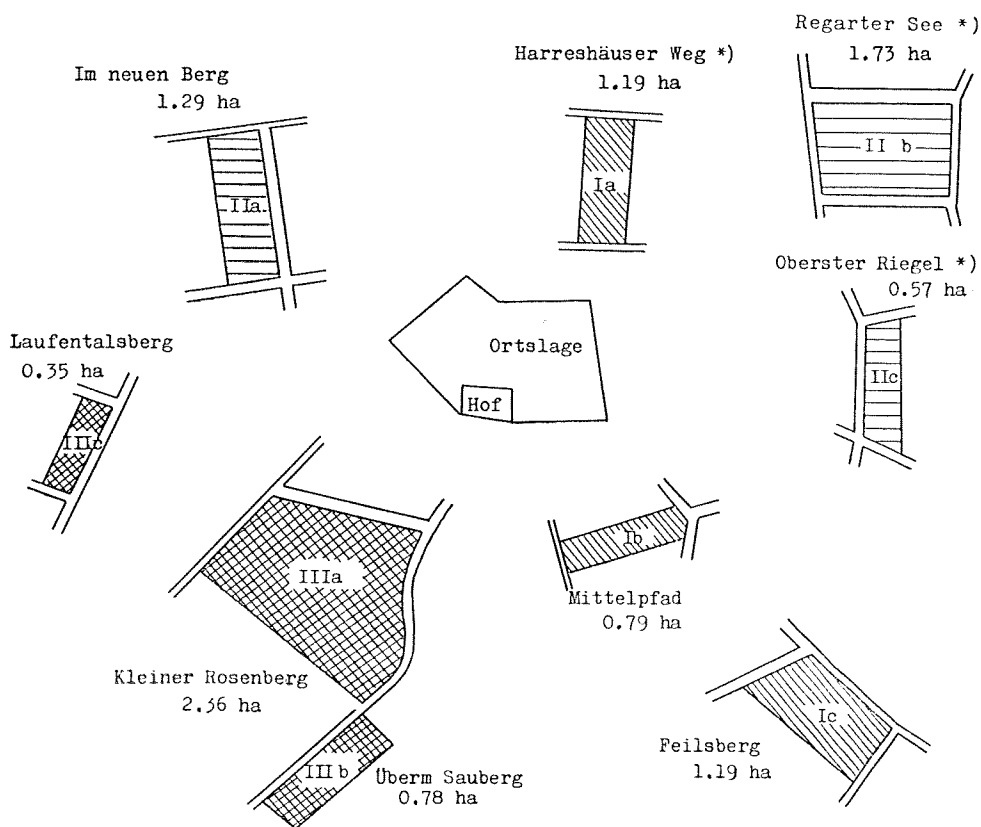 Regarter See *)
1.73 ha
II b
Harreshäuser Weg *)
1.19 ha
Ia
Im neuen Berg
1.29 ha
IIa
Oberster Riegel *)
0.57 ha
IIc
Ortslage
Hof
Laufentalsberg
0.35 ha
IIIc
IIIa
Kleiner Rosenberg
2.36 ha
Ib
Mittelpfad
0.79 ha
Ic
Feilsberg
1.19 ha
III b
Überm Sauberg
0.78 ha